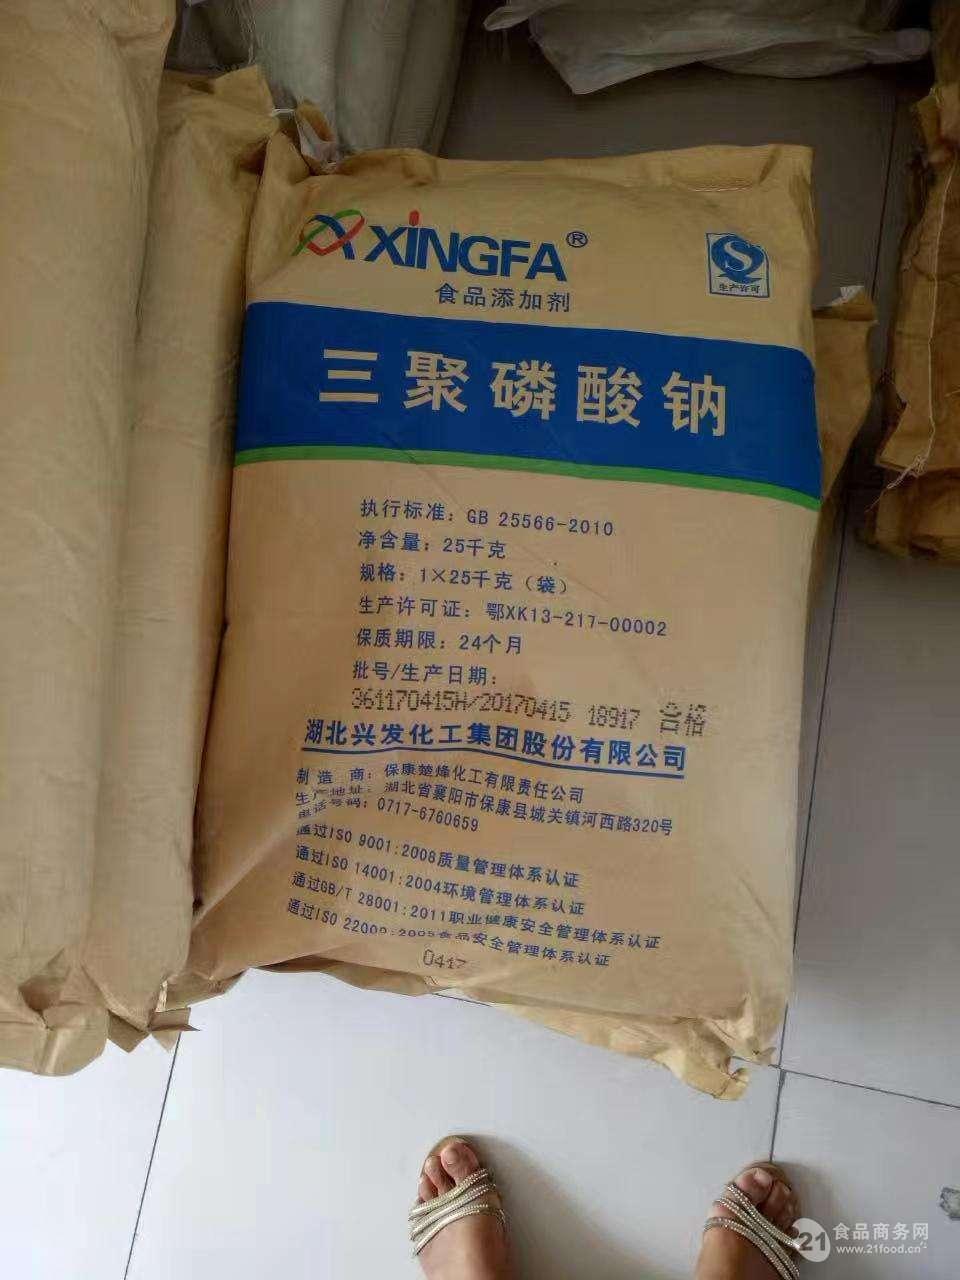 XINGFA®
食品添加剂
生产许可
三聚磷酸钠
执行标准：GB 25566-2010
净含量：25千克
规格：1×25千克（袋）
生产许可证：鄂XK13-217-00002
保质期限：24个月
批号/生产日期：
361170415H/20170415 18917 合格
湖北兴发化工集团股份有限公司
制造商：保康楚烽化工有限责任公司
生产地址：湖北省襄阳市保康县城关镇河西路320号
电话号码：0717-6760659
通过ISO 9001:2008质量管理体系认证
通过ISO 14001:2004环境管理体系认证
通过GB/T 28001:2011职业健康安全管理体系认证
通过ISO 食品安全管理体系认证
0417
21食品商务网
www.21food.cn